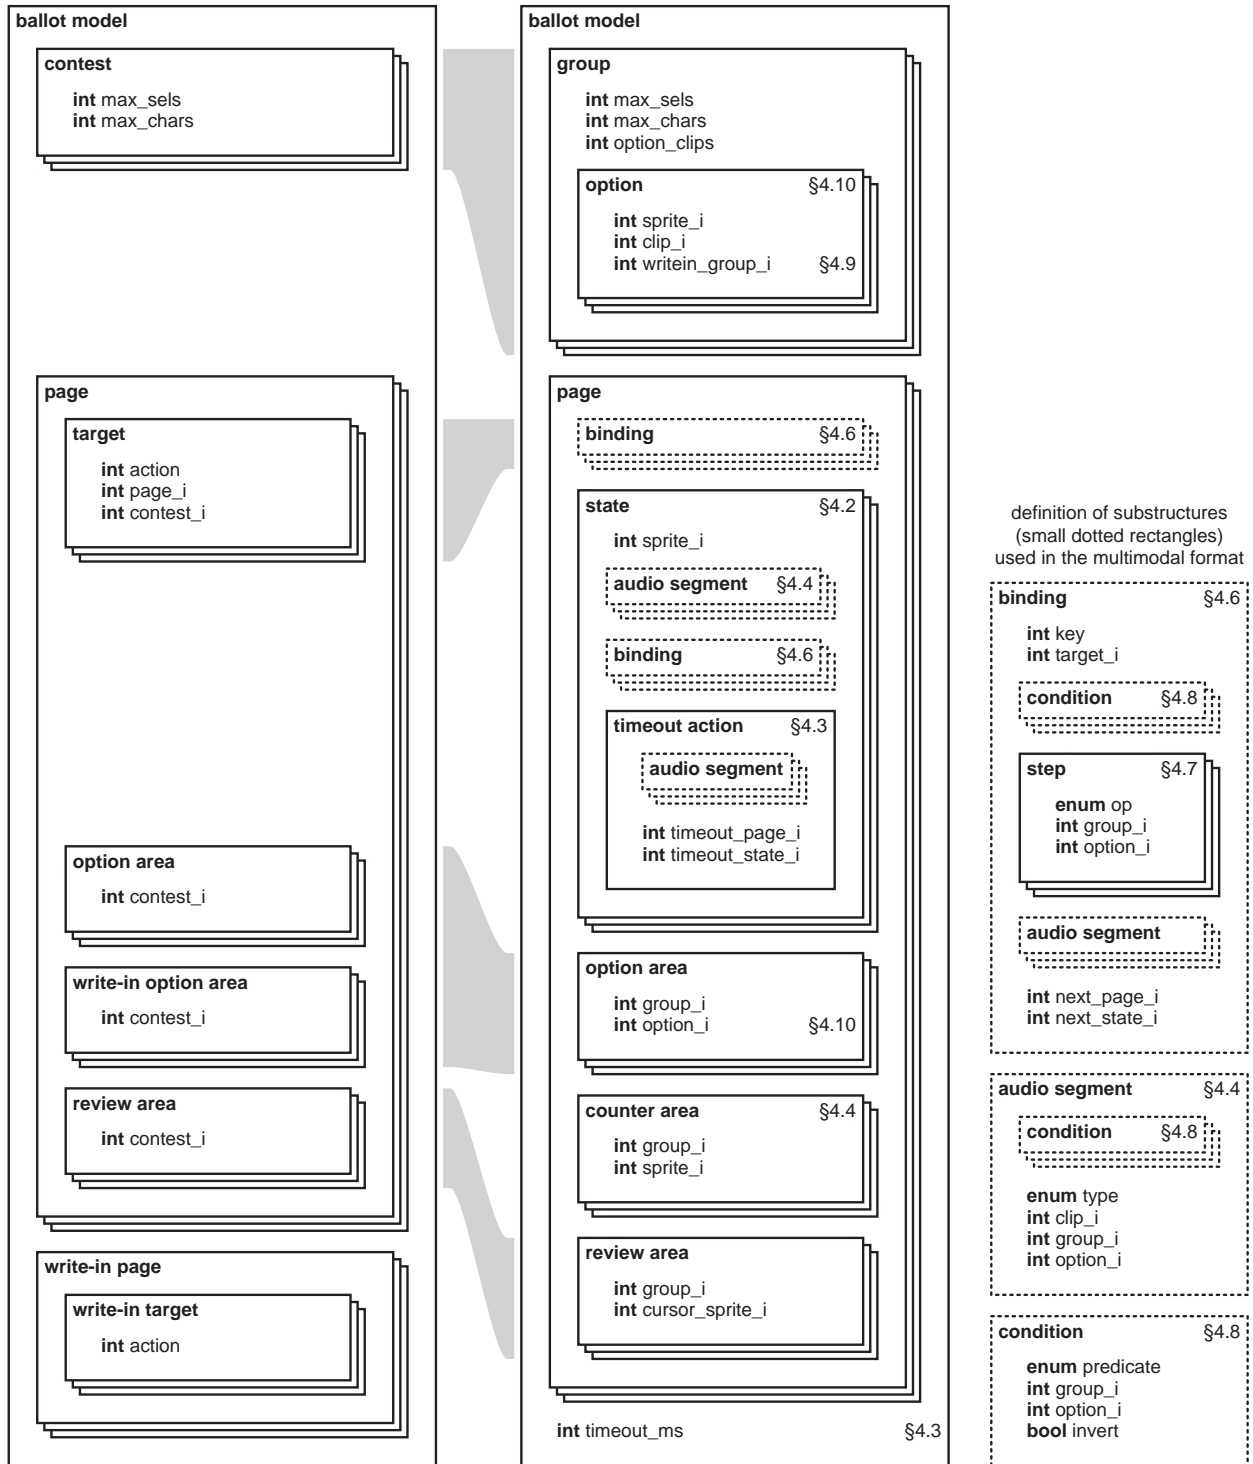 ballot model
contest
int max_sels
int max_chars
page
target
int action
int page_i
int contest_i
option area
int contest_i
write-in option area
int contest_i
review area
int contest_i
write-in page
write-in target
int action
ballot model
group
int max_sels
int max_chars
int option_clips
option §4.10
int sprite_i
int clip_i
int writein_group_i §4.9
page
binding §4.6
state §4.2
int sprite_i
audio segment §4.4
binding §4.6
timeout action §4.3
audio segment
int timeout_page_i
int timeout_state_i
option area
int group_i
int option_i §4.10
counter area §4.4
int group_i
int sprite_i
review area
int group_i
int cursor_sprite_i
int timeout_ms §4.3
definition of substructures
(small dotted rectangles)
used in the multimodal format
binding §4.6
int key
int target_i
condition §4.8
step §4.7
enum op
int group_i
int option_i
audio segment
int next_page_i
int next_state_i
audio segment §4.4
condition §4.8
enum type
int clip_i
int group_i
int option_i
condition §4.8
enum predicate
int group_i
int option_i
bool invert